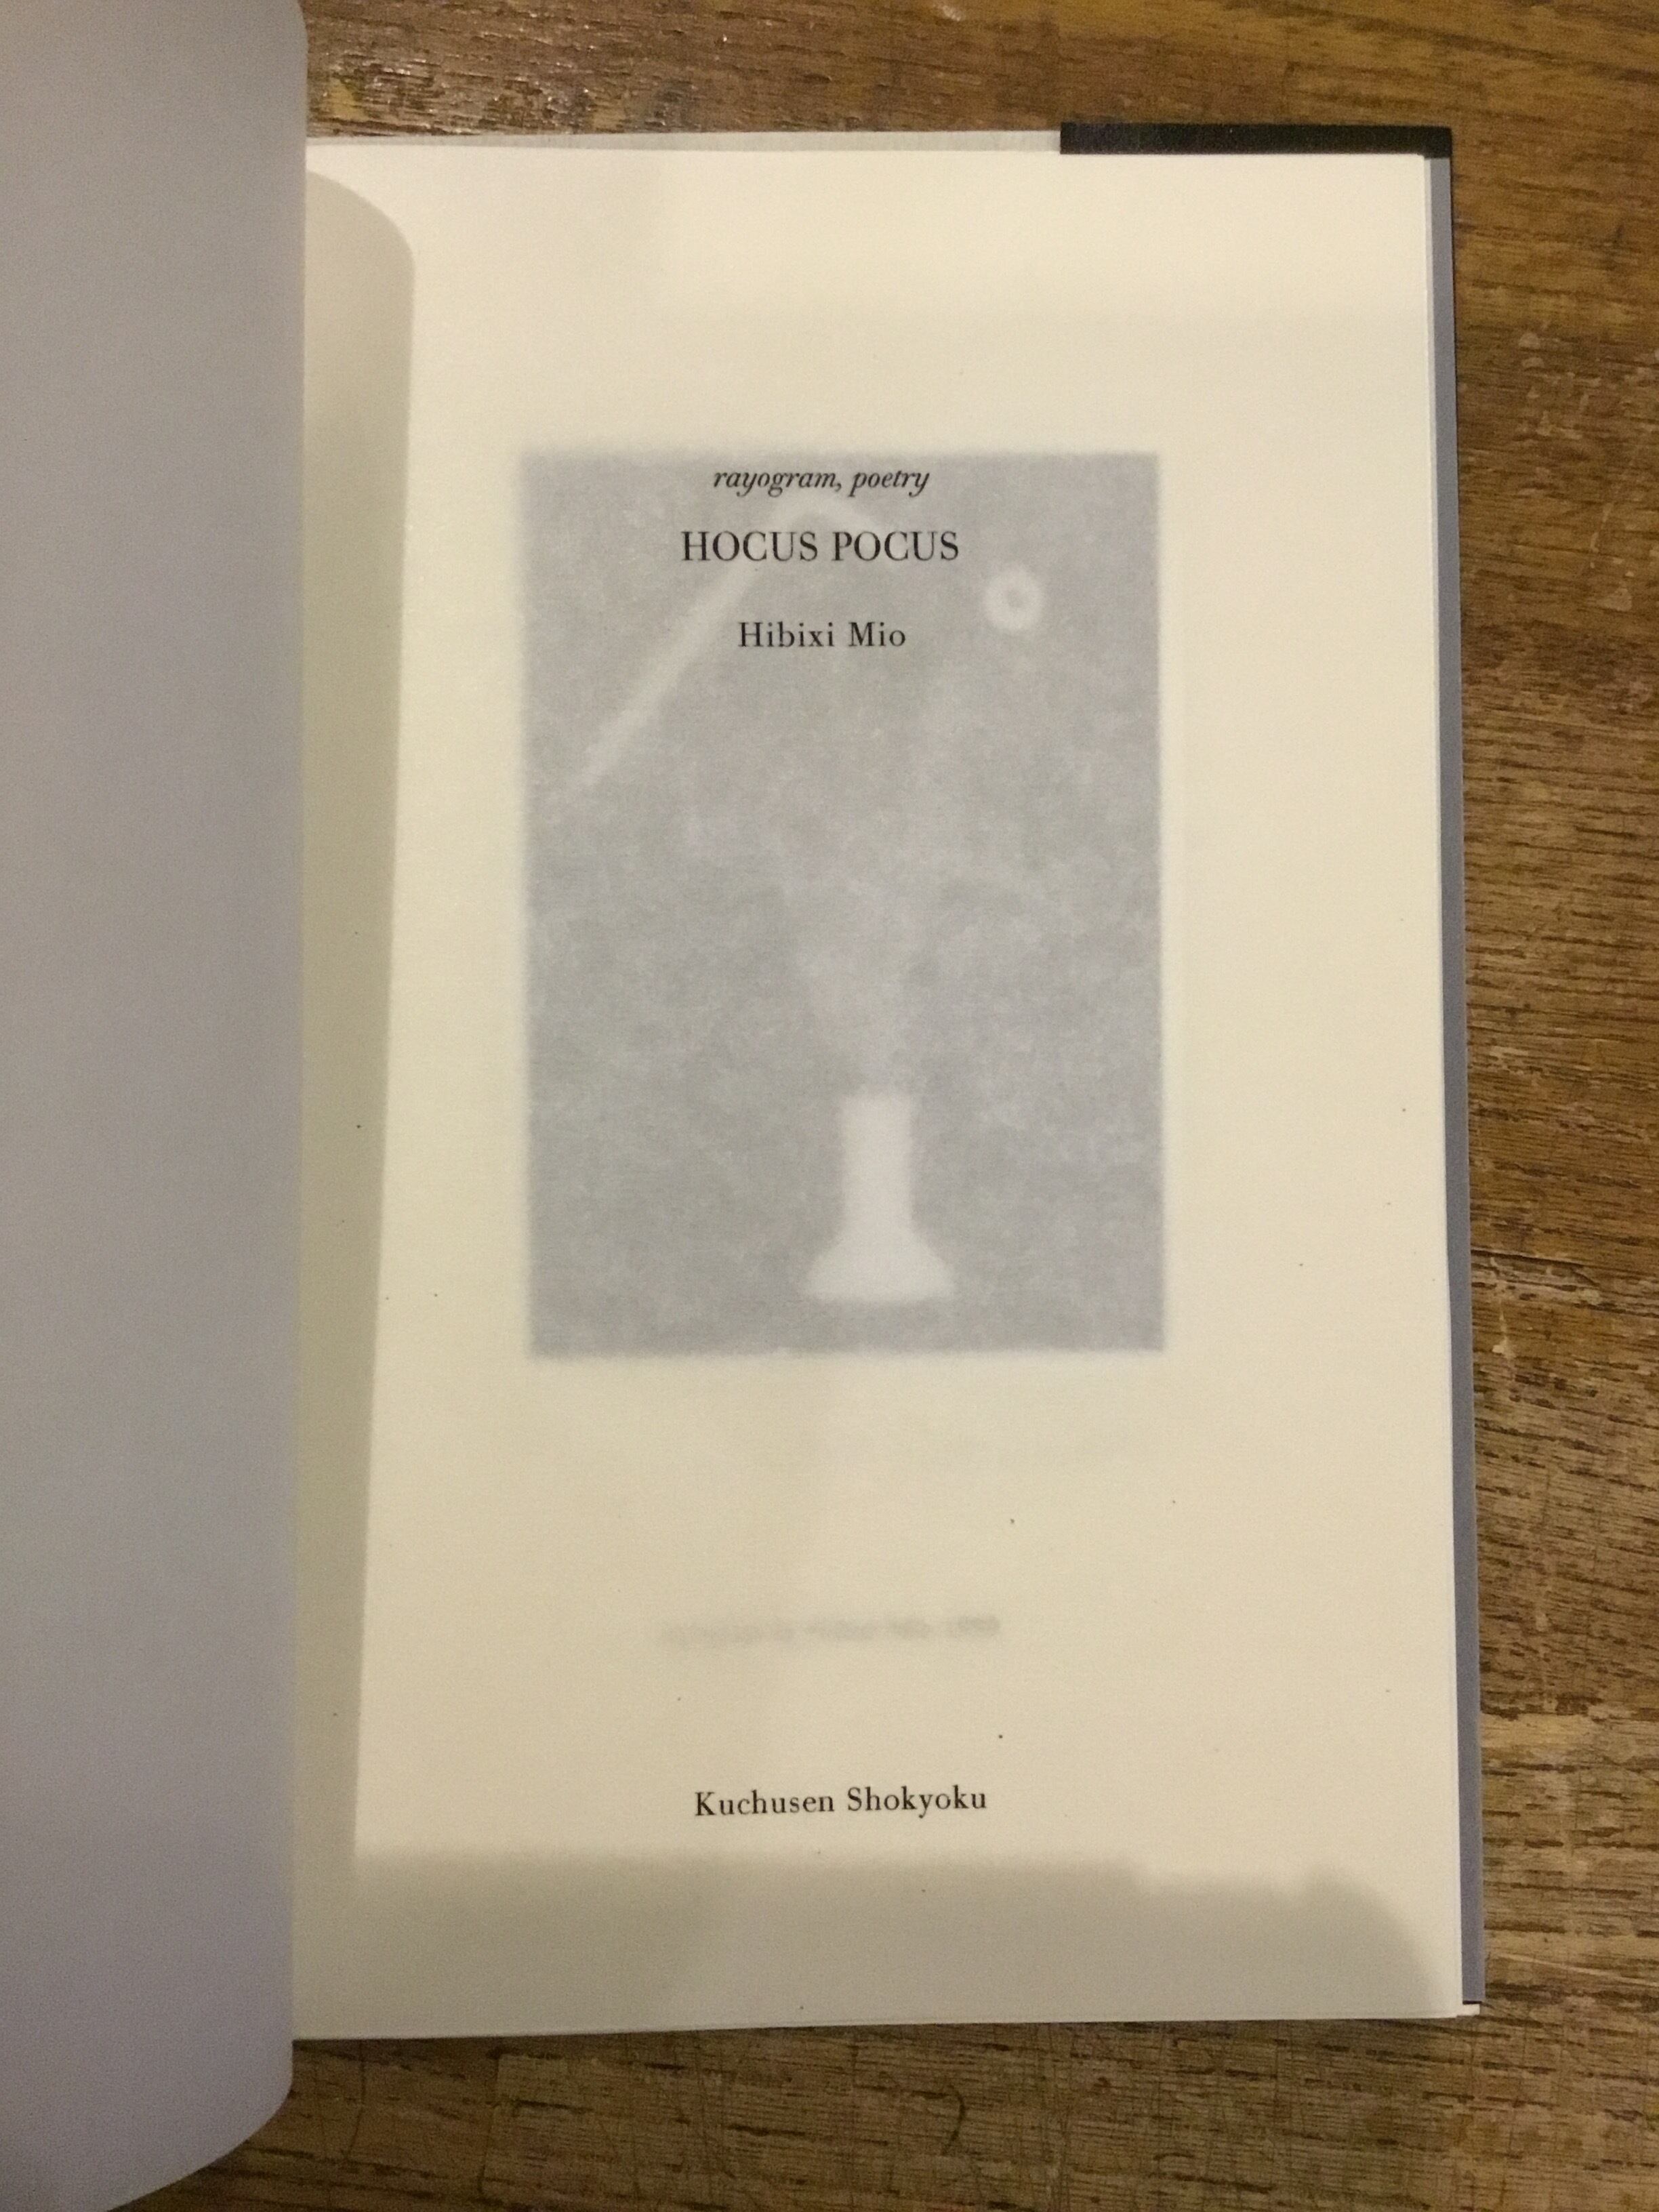 rayogram, poetry
HOCUS POCUS
Hibixi Mio
Kuchusen Shokyoku